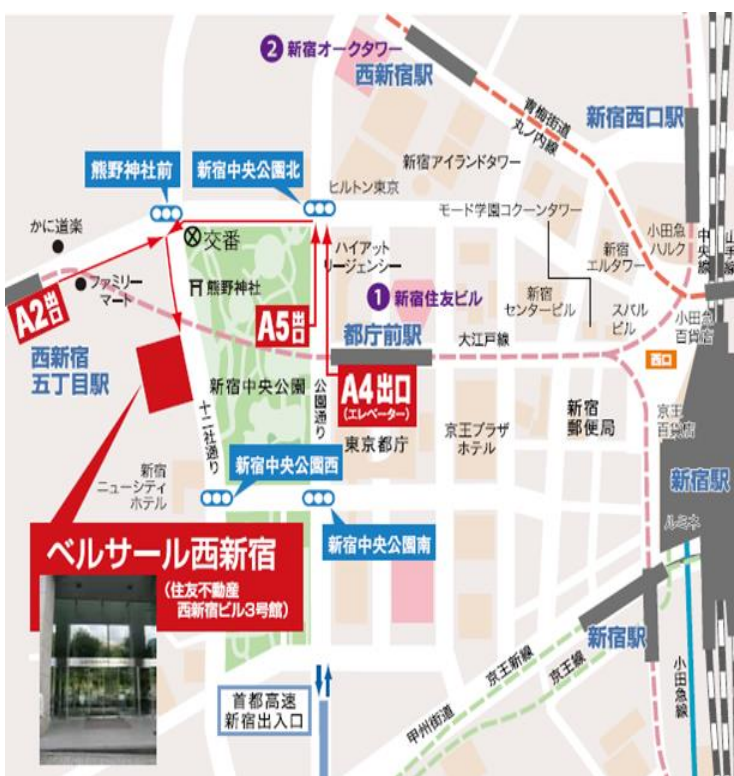 ❷新宿オークタワー
西新宿駅
青梅街道
丸ノ内線
新宿西口駅
熊野神社前
新宿中央公園北
新宿アイランドタワー
ヒルトン東京
モード学園コクーンタワー
小田急
ハルク
中央線
山手線
かに道楽
交番
ハイアット
リージェンシー
新宿
エルタワー
ファミリー
マート
熊野神社
❶新宿住友ビル
新宿
センタービル
スバル
ビル
小田急
百貨店
A2出口
A5出口
都庁前駅
大江戸線
西口
西新宿
五丁目駅
新宿中央公園
公園通り
A4出口
(エレベーター)
新宿
郵便局
京王
百貨店
十二社通り
東京都庁
京王プラザ
ホテル
新宿
ニューシティ
ホテル
新宿中央公園西
新宿駅
ルミネ
新宿中央公園南
ベルサール西新宿
(住友不動産
西新宿ビル3号館)
新宿駅
京王新線
京王線
小田急線
首都高速
新宿出入口
甲州街道